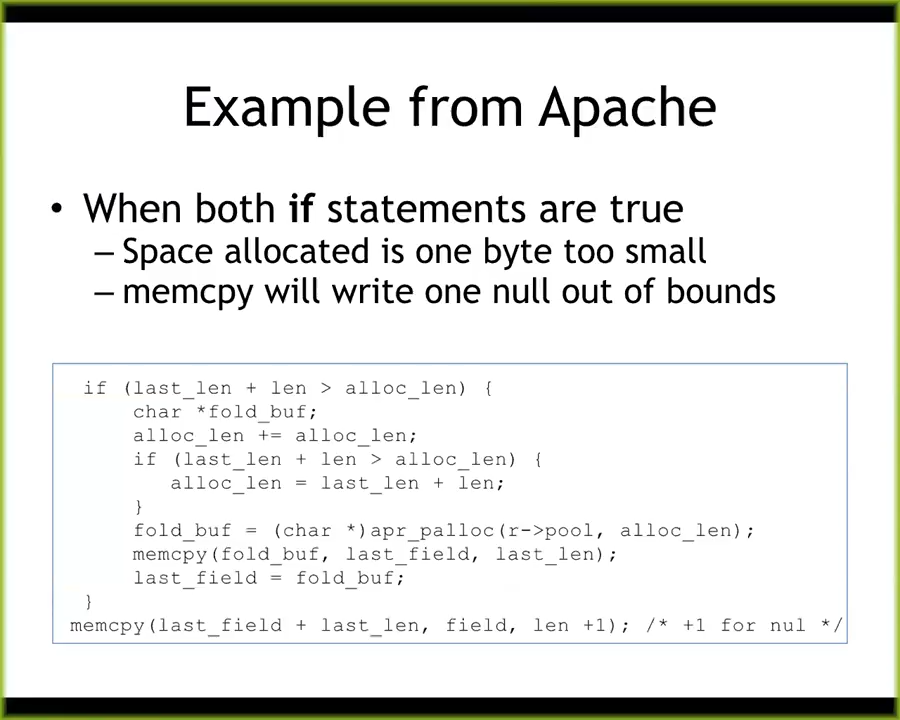 Example from Apache
• When both if statements are true
– Space allocated is one byte too small
– memcpy will write one null out of bounds
if (last_len + len > alloc_len) {
char *fold_buf;
alloc_len += alloc_len;
if (last_len + len > alloc_len) {
alloc_len = last_len + len;
}
fold_buf = (char *)apr_palloc(r->pool, alloc_len);
memcpy(fold_buf, last_field, last_len);
last_field = fold_buf;
}
memcpy(last_field + last_len, field, len +1); /* +1 for nul */